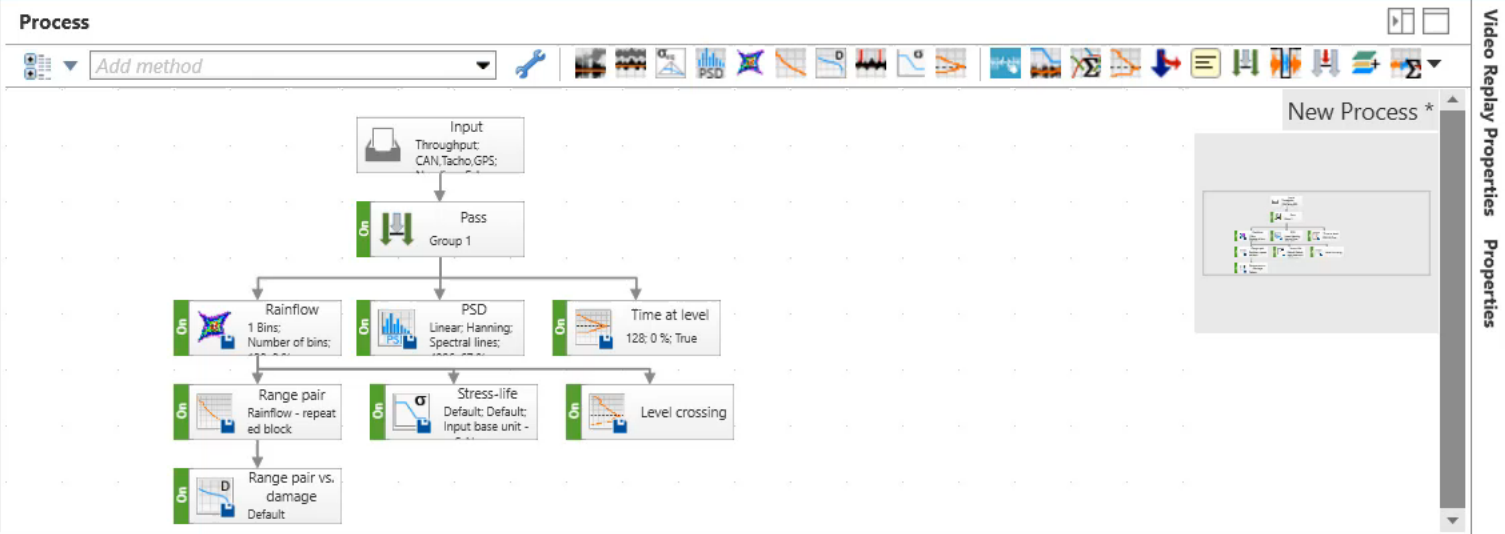 Process
Add method
PSD
D
σ
Σ
Σ
New Process *
Video Replay Properties
Properties
Input
Throughput;
CAN,Tacho,GPS;
On
Pass
Group 1
On
Rainflow
1 Bins;
Number of bins;
On
PSD
Linear; Hanning;
Spectral lines;
On
Time at level
128; 0 %; True
On
Range pair
Rainflow - repeat
ed block
On
σ
Stress-life
Default; Default;
Input base unit -
On
Level crossing
On
D
Range pair vs.
damage
Default